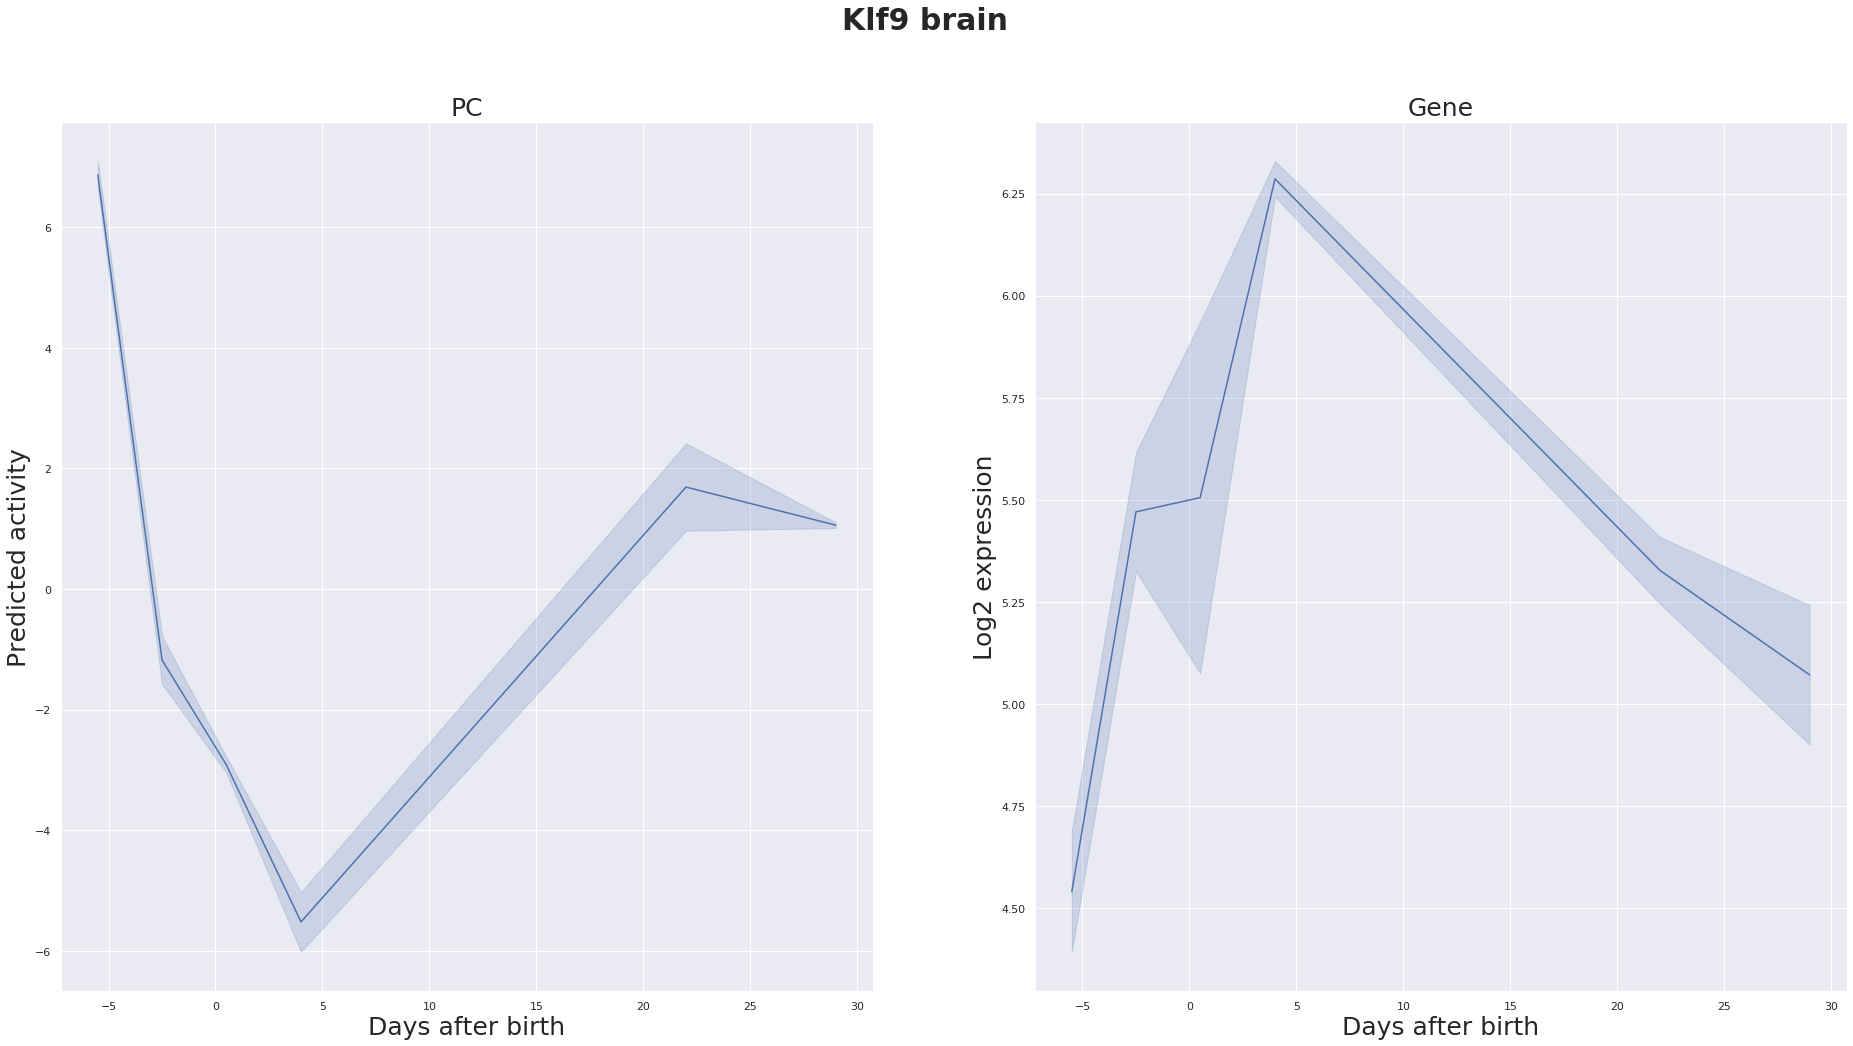 Klf9 brain
PC
Predicted activity
6
4
2
0
−2
−4
−6
−5 0 5 10 15 20 25 30
Days after birth
Gene
Log2 expression
6.25
6.00
5.75
5.50
5.25
5.00
4.75
4.50
−5 0 5 10 15 20 25 30
Days after birth